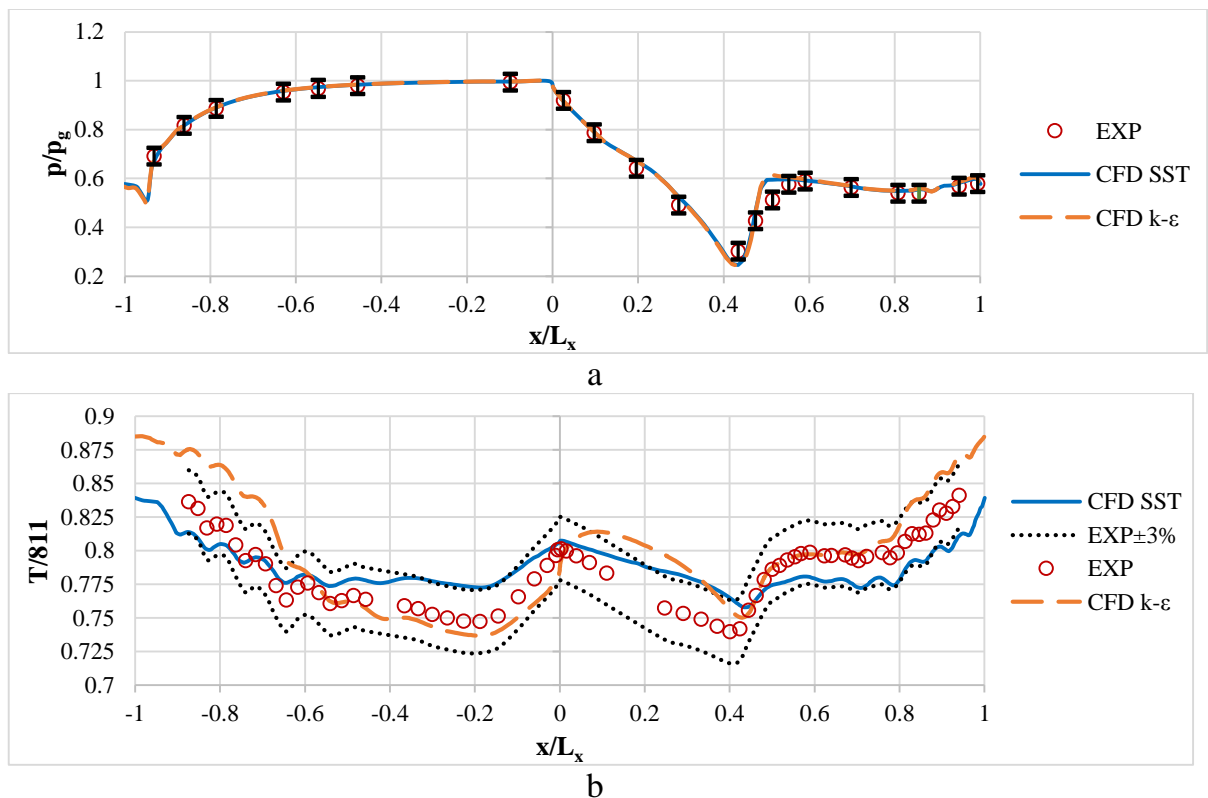 1.2
1
0.8
0.6
0.4
0.2
p/pg
-1 -0.8 -0.6 -0.4 -0.2 0 0.2 0.4 0.6 0.8 1
x/Lx
EXP
CFD SST
CFD k-ε
a
0.9
0.875
0.85
0.825
0.8
0.775
0.75
0.725
0.7
T/811
-1 -0.8 -0.6 -0.4 -0.2 0 0.2 0.4 0.6 0.8 1
x/Lx
CFD SST
EXP±3%
EXP
CFD k-ε
b